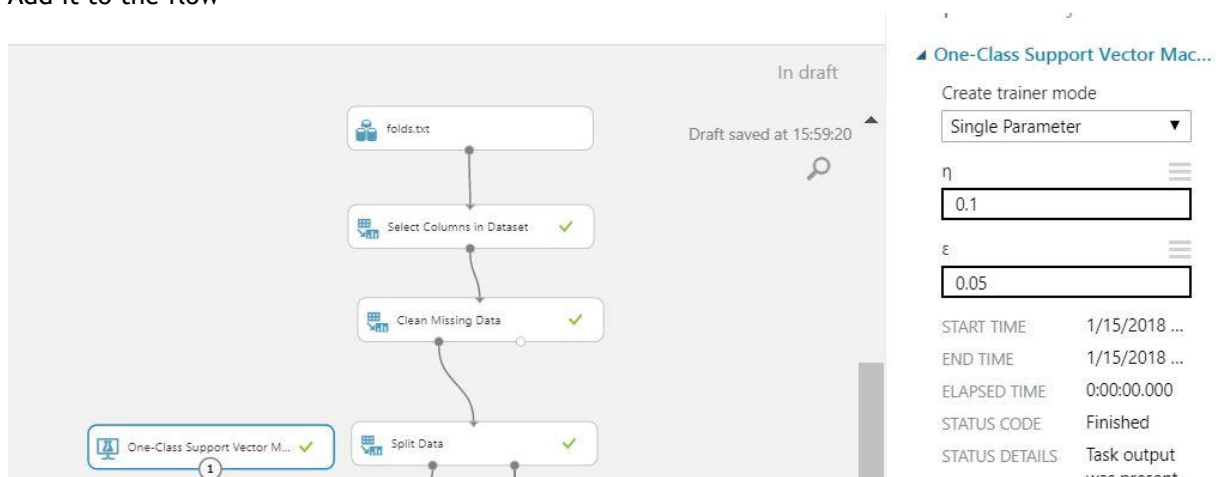 Add it to the flow
In draft
Draft saved at 15:59:20
folds.txt
Select Columns in Dataset
Clean Missing Data
One-Class Support Vector M...
1
Split Data
One-Class Support Vector Mac...
Create trainer mode
Single Parameter
η
0.1
ε
0.05
START TIME 1/15/2018 ...
END TIME 1/15/2018 ...
ELAPSED TIME 0:00:00.000
STATUS CODE Finished
STATUS DETAILS Task output
was present